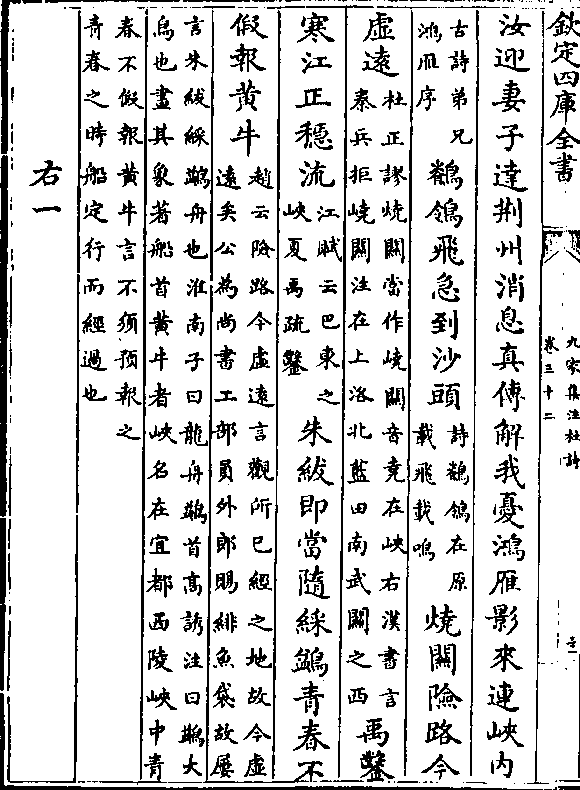 欽定四庫全書
九家集注杜詩
卷三十二
汝迎妻子達荆州消息真傳解我憂鴻雁影來連峽内
古詩弟兄
鴻雁序
鶺鴒飛急到沙頭
詩鶺鴒在原
載飛載鳴
燒關險路今
虚遠
杜正謬燒關當作嶢關音堯在峽右漢書言
秦兵拒嶢關注在上洛北藍田南武關之西
禹鑿
寒江正穩流
江賦云巴東之
峽夏禹疏鑿
朱紱即當隨綵鷁青春不
假報黄牛
趙云險路今虚遠言觀所已經之地故今虚
遠矣公為尚書工部員外郎賜緋魚袋故屢
言朱紱綵鷁舟也淮南子曰龍舟鷁首高誘注曰鷁大
鳥也畫其象著船首黄牛者峽名在宜都西陵峽中青
春不假報黄牛言不須預報之
青春之時船定行而經過也
右一